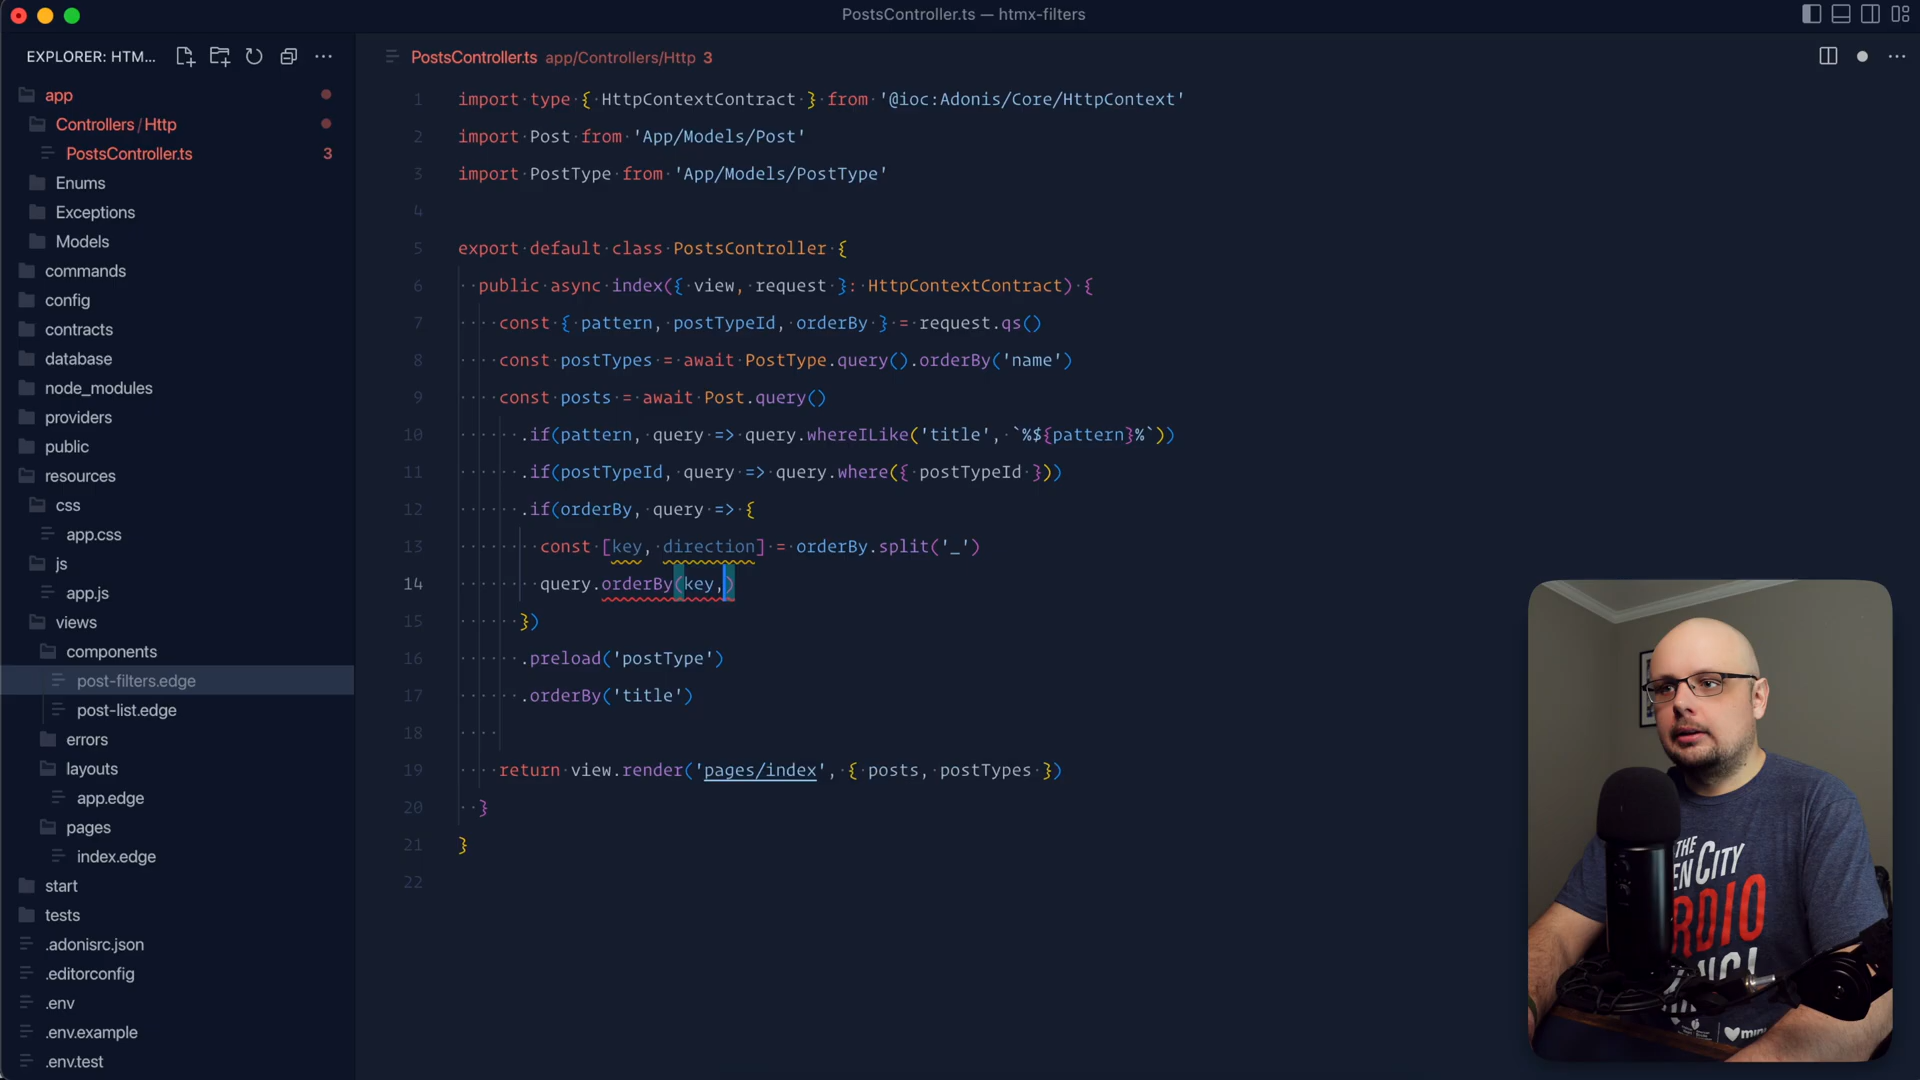 PostsController.ts — htmx-filters
EXPLORER: HTM...
PostsController.ts app/Controllers/Http 3
app
Controllers / Http
PostsController.ts 3
Enums
Exceptions
Models
commands
config
contracts
database
node_modules
providers
public
resources
css
app.css
js
app.js
views
components
post-filters.edge
post-list.edge
errors
layouts
app.edge
pages
index.edge
start
tests
.adonisrc.json
.editorconfig
.env
.env.example
.env.test
1 import type { HttpContextContract } from '@ioc:Adonis/Core/HttpContext'
2 import Post from 'App/Models/Post'
3 import PostType from 'App/Models/PostType'
4
5 export default class PostsController {
6 public async index({ view, request }: HttpContextContract) {
7 const { pattern, postTypeId, orderBy } = request.qs()
8 const postTypes = await PostType.query().orderBy('name')
9 const posts = await Post.query()
10 .if(pattern, query => query.whereILike('title', `%${pattern}%`))
11 .if(postTypeId, query => query.where({ postTypeId }))
12 .if(orderBy, query => {
13 const [key, direction] = orderBy.split('_')
14 query.orderBy(key,)
15 })
16 .preload('postType')
17 .orderBy('title')
18
19 return view.render('pages/index', { posts, postTypes })
20 }
21 }
22
THE
EN CITY
RDIO